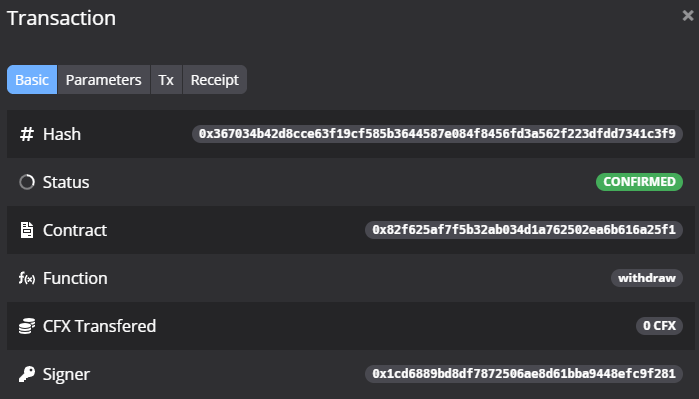 Transaction
Basic Parameters Tx Receipt
Hash 0x367034b42d8cce63f19cf585b3644587e084f8456fd3a562f223dfdd7341c3f9
Status CONFIRMED
Contract 0x82f625af7f5b32ab034d1a762502ea6b616a25f1
f(x) Function withdraw
CFX Transfered 0 CFX
Signer 0x1cd6889bd8df7872506ae8d61bba9448efc9f281